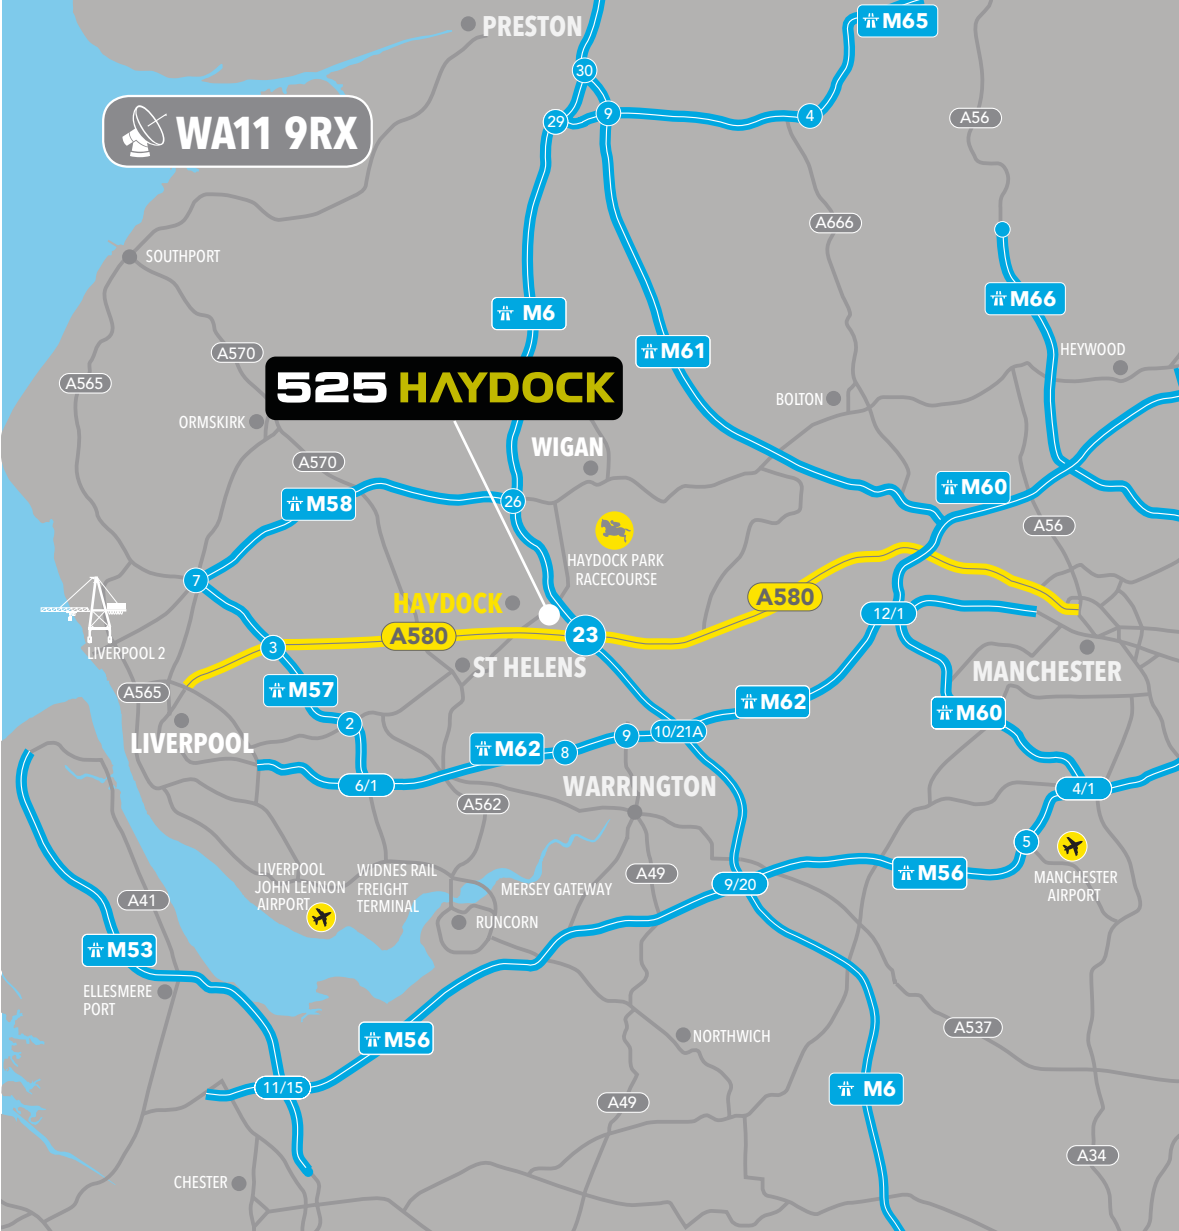 PRESTON
M65
30
9
29
4
A56
WA11 9RX
A666
SOUTHPORT
M6
M66
M61
HEYWOOD
A570
A565
525 HAYDOCK
BOLTON
ORMSKIRK
WIGAN
A570
M60
M58
26
A56
HAYDOCK PARK
RACECOURSE
7
HAYDOCK
A580
A580
12/1
23
3
LIVERPOOL 2
ST HELENS
MANCHESTER
A565
M57
M62
M60
2
LIVERPOOL
M62
8
9
10/21A
6/1
WARRINGTON
4/1
A562
5
LIVERPOOL
JOHN LENNON
AIRPORT
WIDNES RAIL
FREIGHT
TERMINAL
MERSEY GATEWAY
A49
9/20
M56
MANCHESTER
AIRPORT
A41
RUNCORN
M53
ELLESMERE
PORT
M56
NORTHWICH
A537
11/15
M6
A49
A34
CHESTER